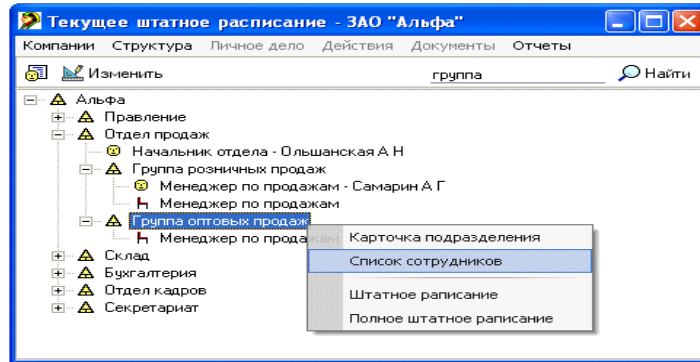 Текущее штатное расписание - ЗАО "Альфа"
Компании Структура Личное дело Действия Документы Отчеты
Изменить группа Найти
Альфа
Правление
Отдел продаж
Начальник отдела - Ольшанская А Н
Группа розничных продаж
Менеджер по продажам - Самарин А Г
Менеджер по продажам
Группа оптовых продаж
Менеджер по продажам
Склад
Бухгалтерия
Отдел кадров
Секретариат
Карточка подразделения
Список сотрудников
Штатное раписание
Полное штатное раписание